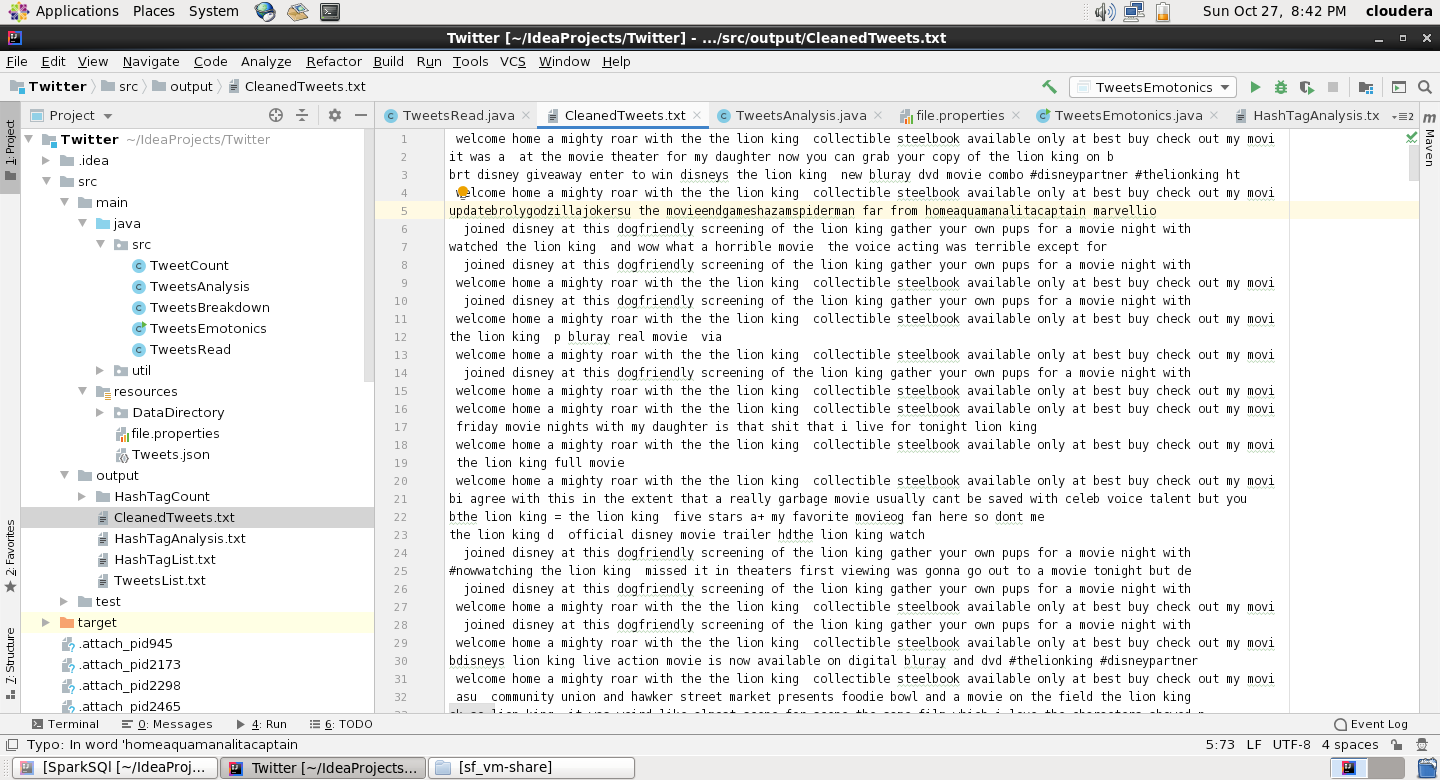 Applications Places System Sun Oct 27, 8:42 PM cloudera
Twitter [~/IdeaProjects/Twitter] - .../src/output/CleanedTweets.txt
File Edit View Navigate Code Analyze Refactor Build Run Tools VCS Window Help
Twitter src output CleanedTweets.txt TweetsEmotonics
Project TweetsRead.java CleanedTweets.txt TweetsAnalysis.java file.properties TweetsEmotonics.java HashTagAnalysis.tx 2
1: Project
2: Favorites
7: Structure
Twitter ~/IdeaProjects/Twitter
.idea
src
main
java
src
TweetCount
TweetsAnalysis
TweetsBreakdown
TweetsEmotonics
TweetsRead
util
resources
DataDirectory
file.properties
Tweets.json
output
HashTagCount
CleanedTweets.txt
HashTagAnalysis.txt
HashTagList.txt
TweetsList.txt
test
target
.attach_pid945
.attach_pid2173
.attach_pid2298
.attach_pid2465
1 welcome home a mighty roar with the the lion king collectible steelbook available only at best buy check out my movi
2 it was a at the movie theater for my daughter now you can grab your copy of the lion king on b
3 brt disney giveaway enter to win disneys the lion king new bluray dvd movie combo #disneypartner #thelionking ht
4 welcome home a mighty roar with the the lion king collectible steelbook available only at best buy check out my movi
5 updatebrolygodzillajokersu the movieendgameshazamspiderman far from homeaquamanalitacaptain marvellio
6 joined disney at this dogfriendly screening of the lion king gather your own pups for a movie night with
7 watched the lion king and wow what a horrible movie the voice acting was terrible except for
8 joined disney at this dogfriendly screening of the lion king gather your own pups for a movie night with
9 welcome home a mighty roar with the the lion king collectible steelbook available only at best buy check out my movi
10 joined disney at this dogfriendly screening of the lion king gather your own pups for a movie night with
11 welcome home a mighty roar with the the lion king collectible steelbook available only at best buy check out my movi
12 the lion king p bluray real movie via
13 welcome home a mighty roar with the the lion king collectible steelbook available only at best buy check out my movi
14 joined disney at this dogfriendly screening of the lion king gather your own pups for a movie night with
15 welcome home a mighty roar with the the lion king collectible steelbook available only at best buy check out my movi
16 welcome home a mighty roar with the the lion king collectible steelbook available only at best buy check out my movi
17 friday movie nights with my daughter is that shit that i live for tonight lion king
18 welcome home a mighty roar with the the lion king collectible steelbook available only at best buy check out my movi
19 the lion king full movie
20 welcome home a mighty roar with the the lion king collectible steelbook available only at best buy check out my movi
21 bi agree with this in the extent that a really garbage movie usually cant be saved with celeb voice talent but you
22 bthe lion king = the lion king five stars a+ my favorite movieog fan here so dont me
23 the lion king d official disney movie trailer hdthe lion king watch
24 joined disney at this dogfriendly screening of the lion king gather your own pups for a movie night with
25 #nowwatching the lion king missed it in theaters first viewing was gonna go out to a movie tonight but de
26 joined disney at this dogfriendly screening of the lion king gather your own pups for a movie night with
27 welcome home a mighty roar with the the lion king collectible steelbook available only at best buy check out my movi
28 joined disney at this dogfriendly screening of the lion king gather your own pups for a movie night with
29 welcome home a mighty roar with the the lion king collectible steelbook available only at best buy check out my movi
30 bdisneys lion king live action movie is now available on digital bluray and dvd #thelionking #disneypartner
31 welcome home a mighty roar with the the lion king collectible steelbook available only at best buy check out my movi
32 asu community union and hawker street market presents foodie bowl and a movie on the field the lion king
Maven
Terminal 0: Messages 4: Run 6: TODO Event Log
Typo: In word 'homeaquamanalitacaptain 5:73 LF UTF-8 4 spaces
[SparkSQl [~/IdeaProj... Twitter [~/IdeaProjects... [sf_vm-share]